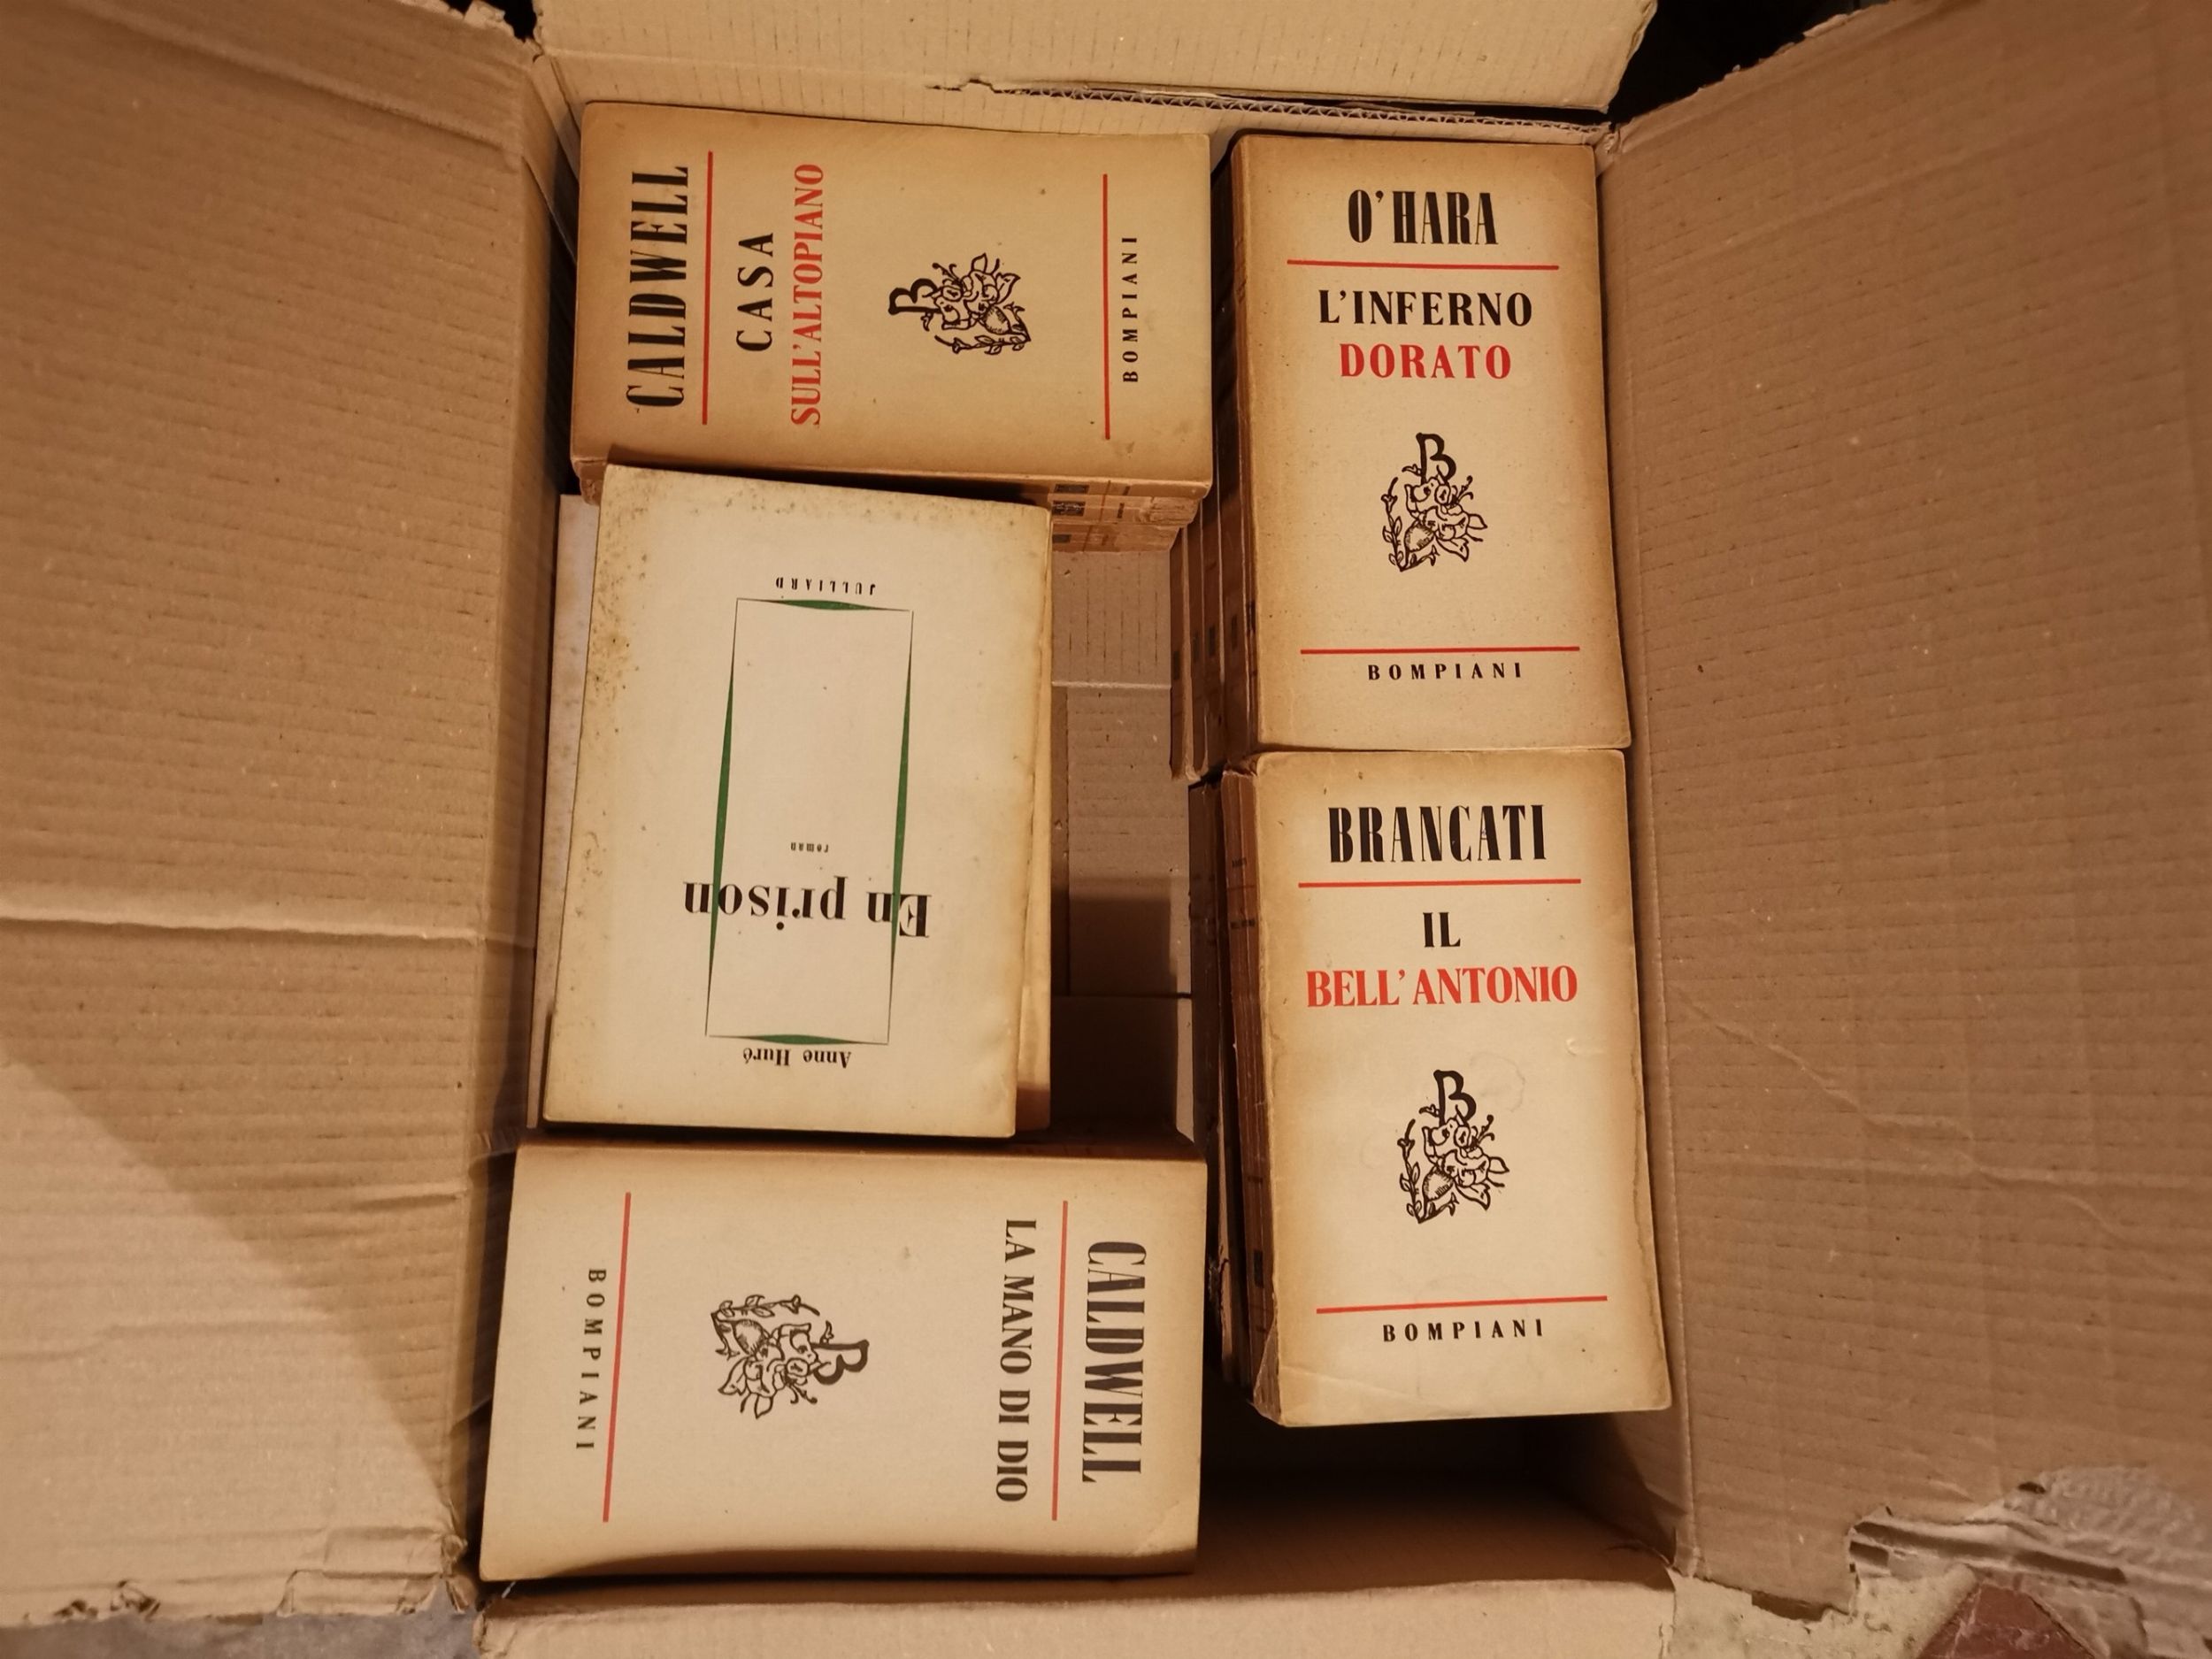 CALDWELL
CASA
SULL'ALTOPIANO
B
BOMPIANI
O'HARA
L'INFERNO
DORATO
B
BOMPIANI
Anne Huré
En prison
roman
JULLIARD
BRANCATI
IL
BELL'ANTONIO
B
BOMPIANI
CALDWELL
LA MANO DI DIO
B
BOMPIANI